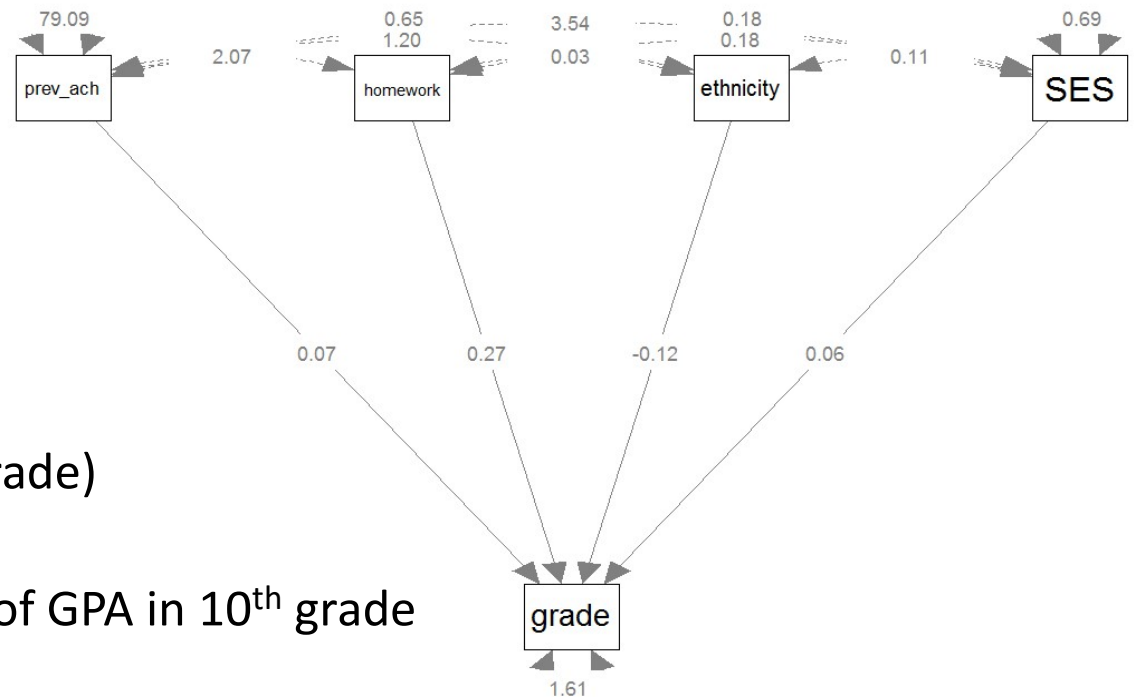 79.09 0.65 3.54 0.18 0.69
1.20 0.18
2.07 0.03 0.11
prev_ach homework ethnicity SES
0.07 0.27 -0.12 0.06
rade)
of GPA in 10th grade
grade
1.61